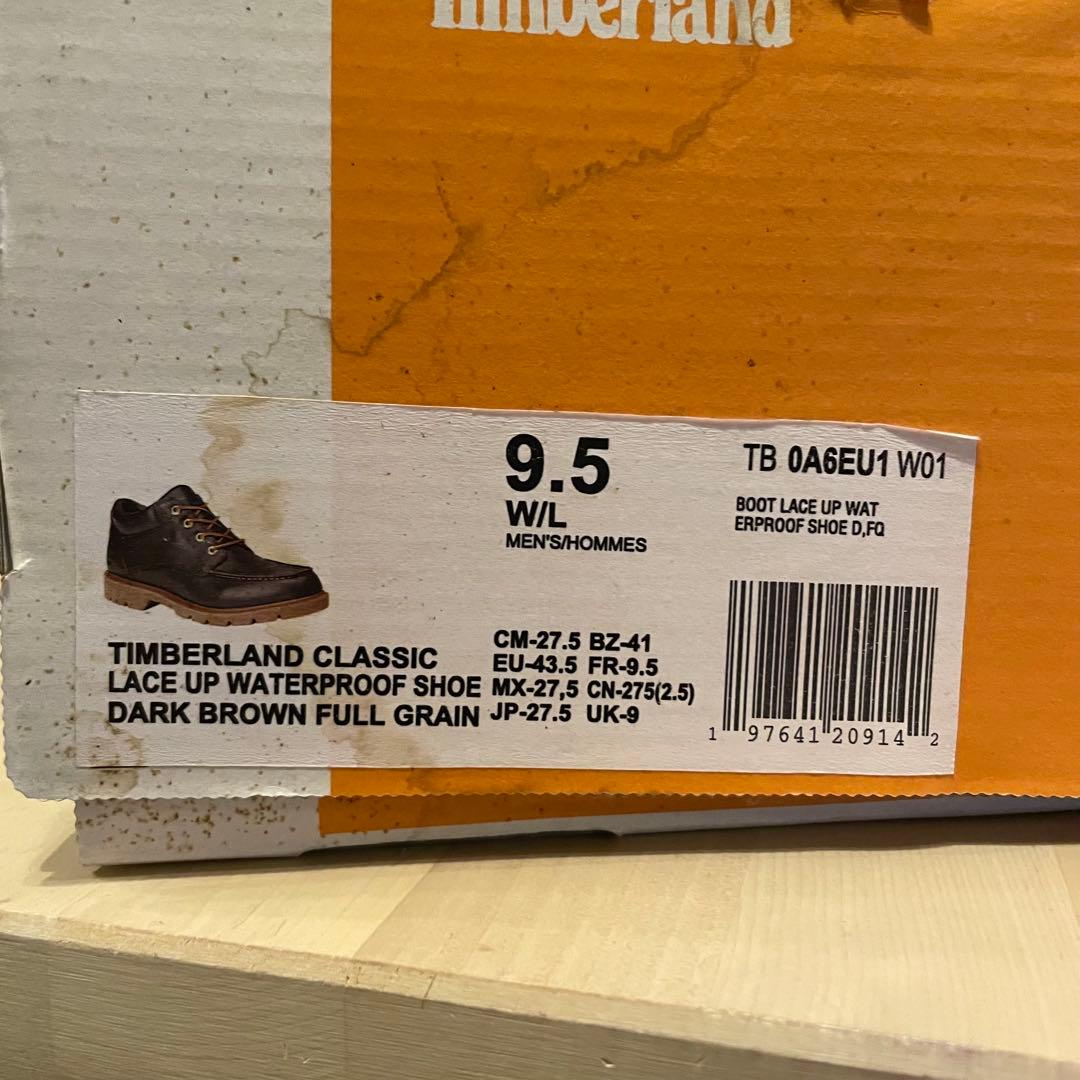 Timberland
9.5
W/L
MEN'S/HOMMES
TB 0A6EU1 W01
BOOT LACE UP WAT
ERPROOF SHOE D,FQ
TIMBERLAND CLASSIC
LACE UP WATERPROOF SHOE
DARK BROWN FULL GRAIN
CM-27.5 BZ-41
EU-43.5 FR-9.5
MX-27,5 CN-275(2.5)
JP-27.5 UK-9
1 97641 20914 2